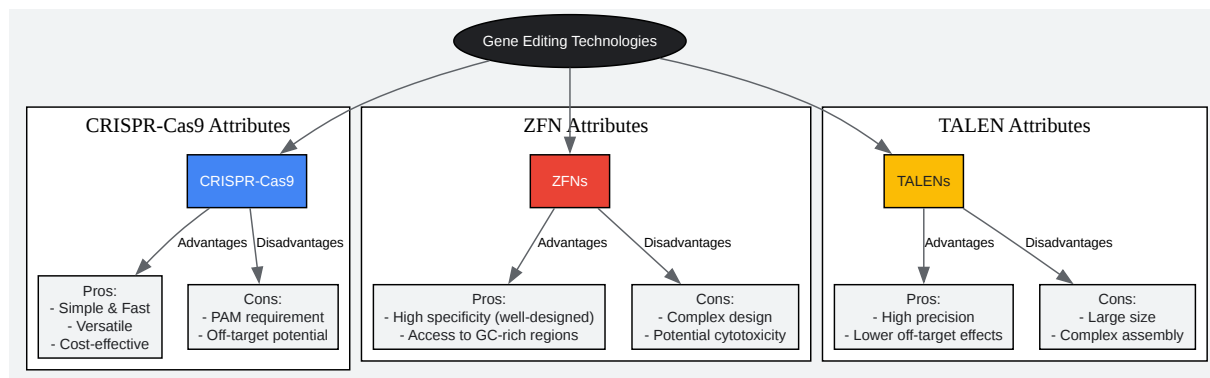 Gene Editing Technologies
CRISPR-Cas9 Attributes
CRISPR-Cas9
Advantages
Disadvantages
Pros:
- Simple & Fast
- Versatile
- Cost-effective
Cons:
- PAM requirement
- Off-target potential
ZFN Attributes
ZFNs
Advantages
Disadvantages
Pros:
- High specificity (well-designed)
- Access to GC-rich regions
Cons:
- Complex design
- Potential cytotoxicity
TALEN Attributes
TALENs
Advantages
Disadvantages
Pros:
- High precision
- Lower off-target effects
Cons:
- Large size
- Complex assembly